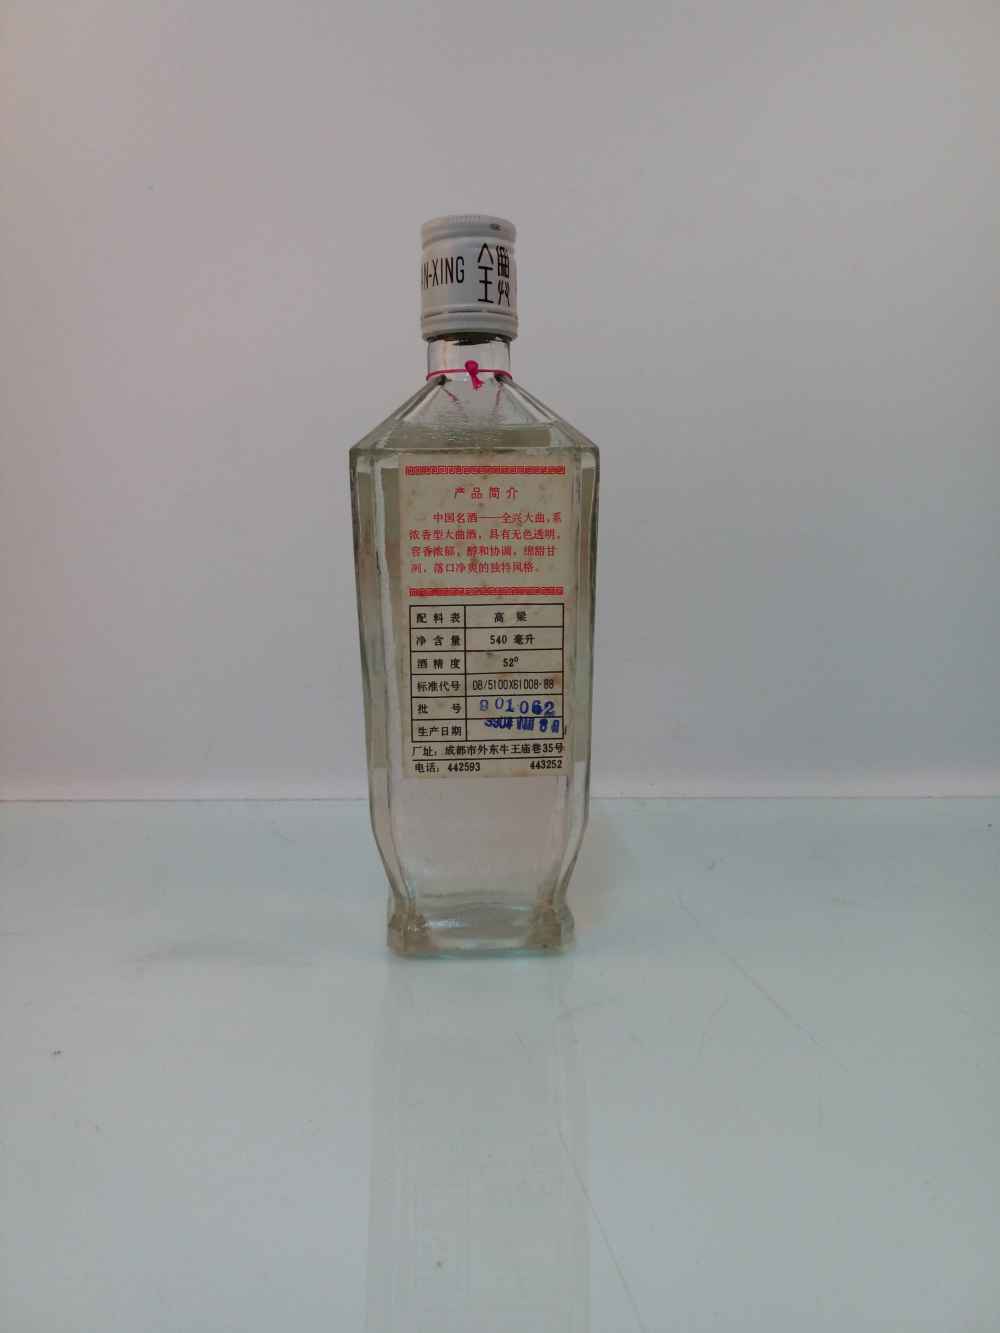 N-XING 全興
产品简介
中国名酒——全兴大曲,系
浓香型大曲酒，具有无色透明，
窖香浓郁，醇和协调，绵甜甘
冽，落口净爽的独特风格。
配料表 高粱
净含量 540 毫升
酒精度 52°
标准代号 DB/5100X61008-88
批号 901062
生产日期
厂址：成都市外东牛王庙巷35号
电话：442593 443252